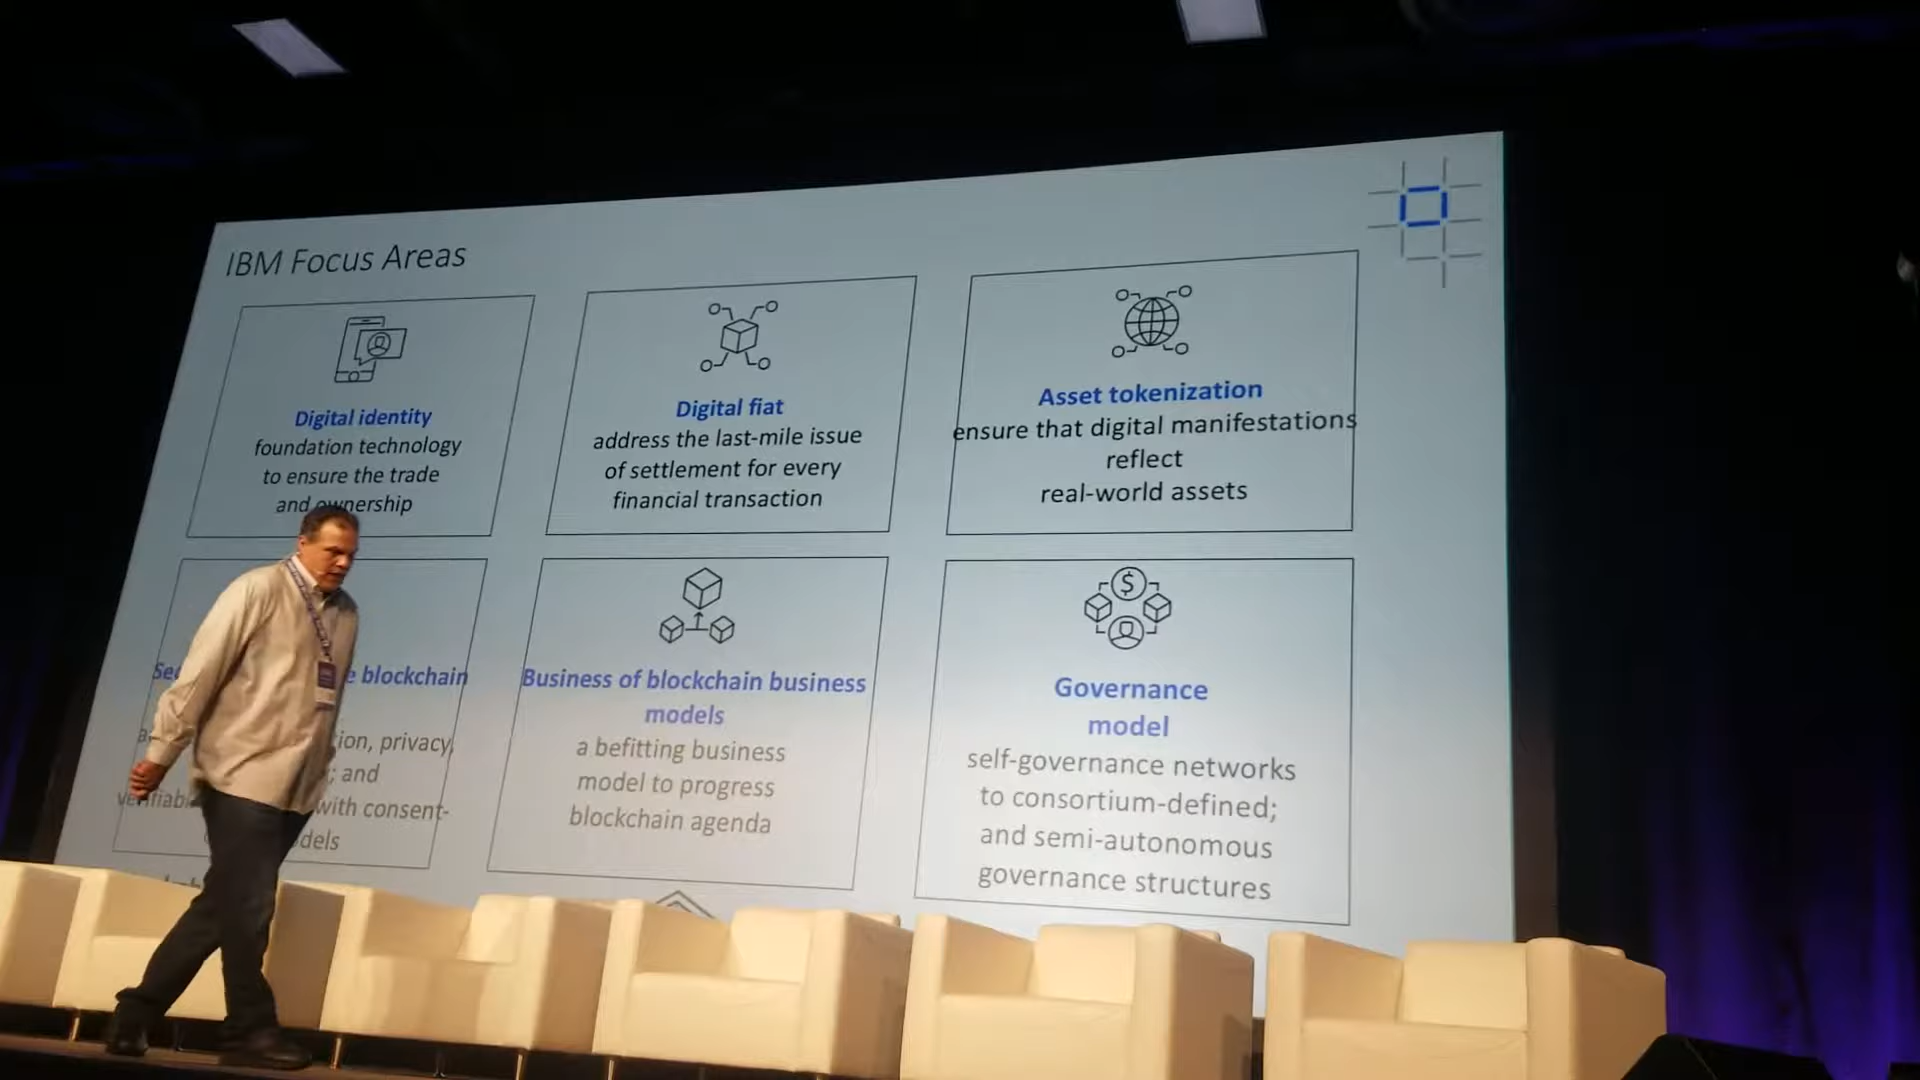 IBM Focus Areas
Digital identity
foundation technology
to ensure the trade
and ownership
Digital fiat
address the last-mile issue
of settlement for every
financial transaction
Asset tokenization
ensure that digital manifestations
reflect
real-world assets
blockchain
privacy,
and
with consent-
Business of blockchain business
models
a befitting business
model to progress
blockchain agenda
Governance
model
self-governance networks
to consortium-defined;
and semi-autonomous
governance structures